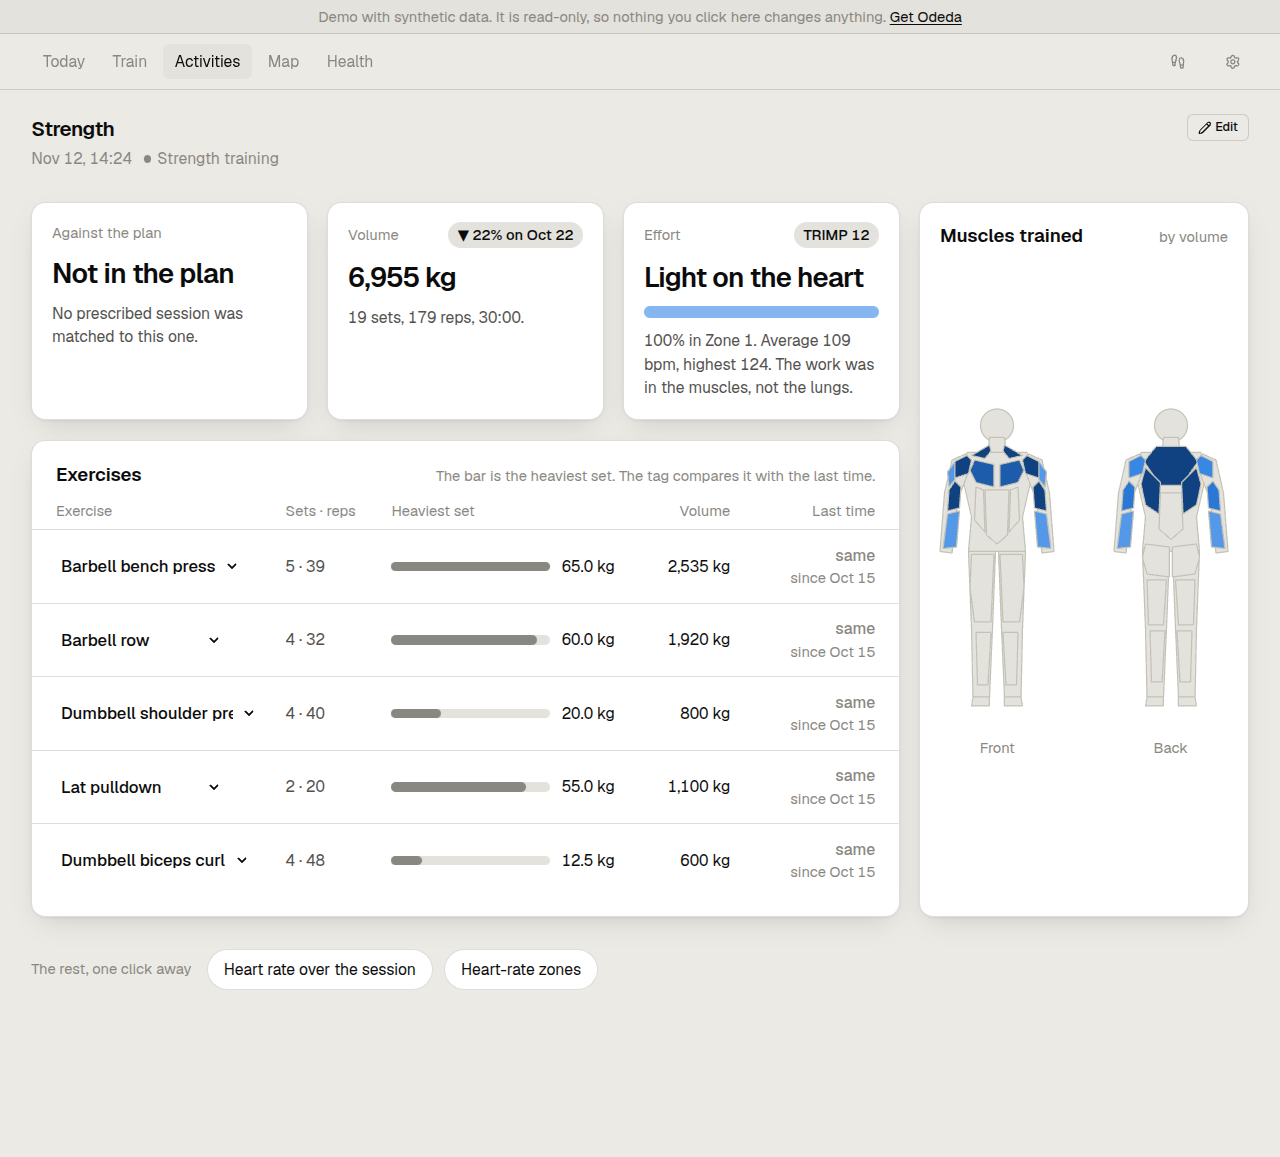 Demo with synthetic data. It is read-only, so nothing you click here changes anything. Get Odeda
Today Train Activities Map Health
Strength
Edit
Nov 12, 14:24 Strength training
Against the plan
Not in the plan
No prescribed session was
matched to this one.
Volume ▼ 22% on Oct 22
6,955 kg
19 sets, 179 reps, 30:00.
Effort TRIMP 12
Light on the heart
100% in Zone 1. Average 109
bpm, highest 124. The work was
in the muscles, not the lungs.
Muscles trained by volume
Front Back
Exercises The bar is the heaviest set. The tag compares it with the last time.
Exercise Sets · reps Heaviest set Volume Last time
Barbell bench press 5 · 39 65.0 kg 2,535 kg same
since Oct 15
Barbell row 4 · 32 60.0 kg 1,920 kg same
since Oct 15
Dumbbell shoulder pre 4 · 40 20.0 kg 800 kg same
since Oct 15
Lat pulldown 2 · 20 55.0 kg 1,100 kg same
since Oct 15
Dumbbell biceps curl 4 · 48 12.5 kg 600 kg same
since Oct 15
The rest, one click away Heart rate over the session Heart-rate zones